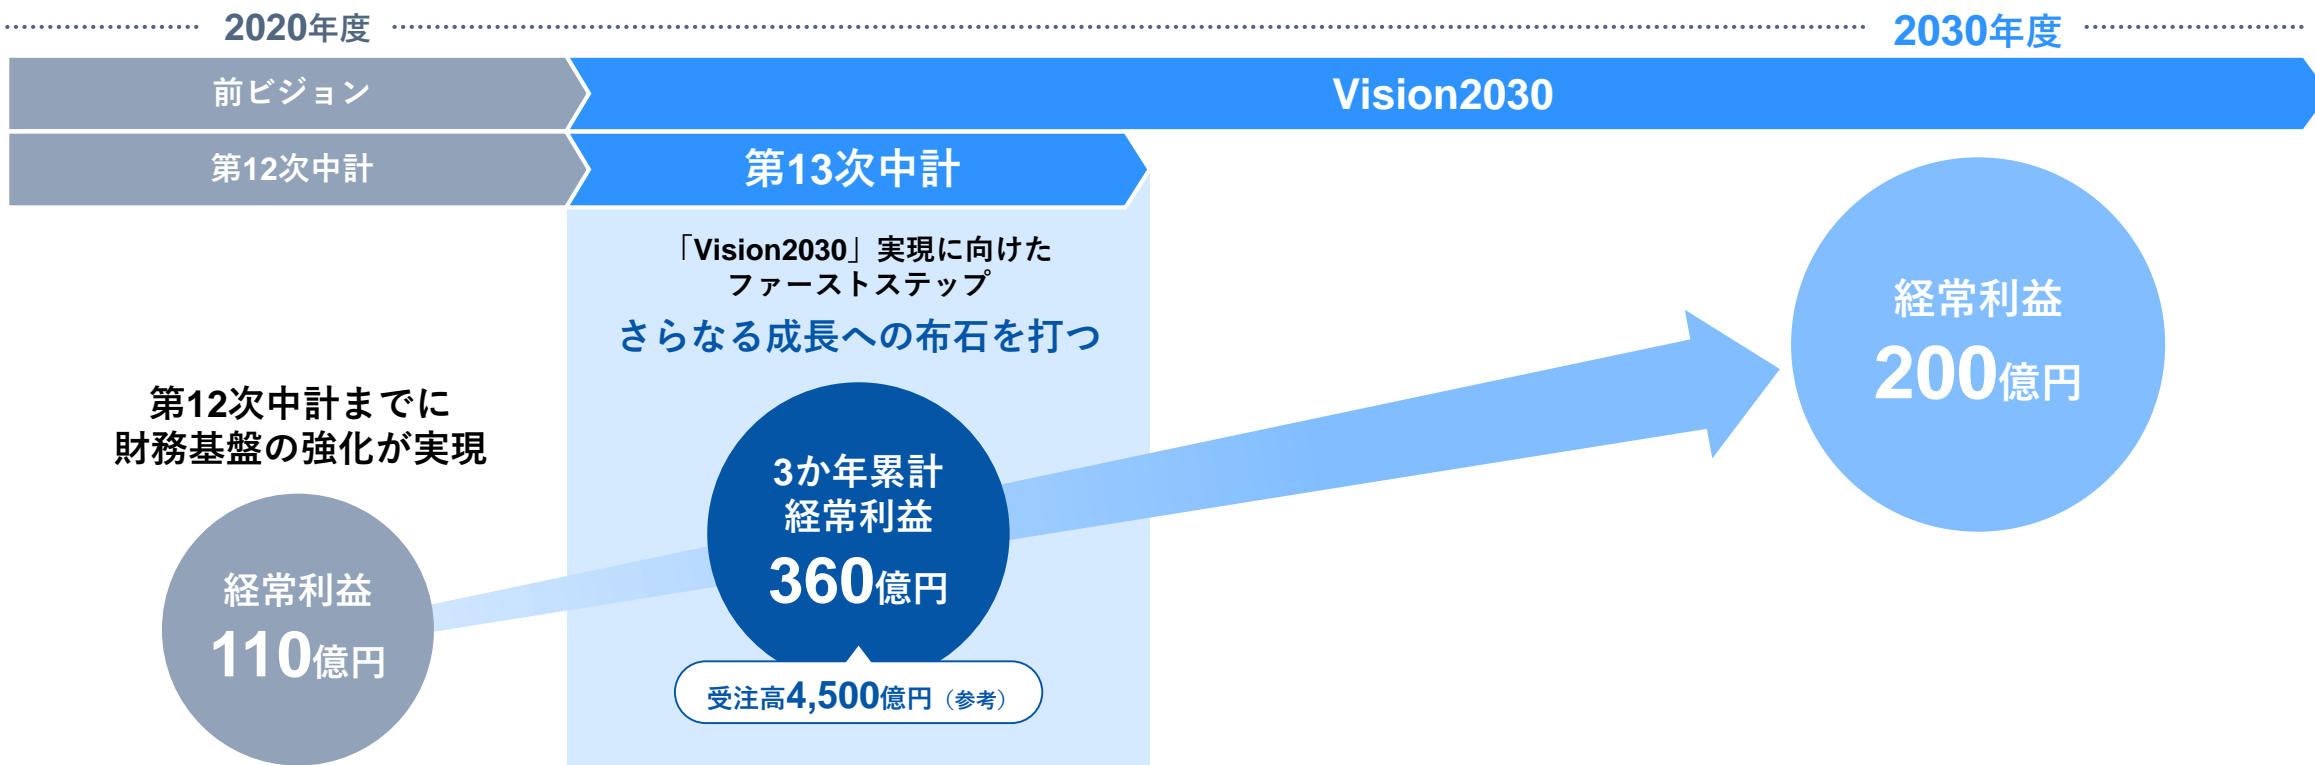 2020年度
2030年度
前ビジョン
Vision2030
第12次中計
第13次中計
「Vision2030」実現に向けた
ファーストステップ
さらなる成長への布石を打つ
第12次中計までに
財務基盤の強化が実現
経常利益
110億円
3か年累計
経常利益
360億円
受注高4,500億円（参考）
経常利益
200億円